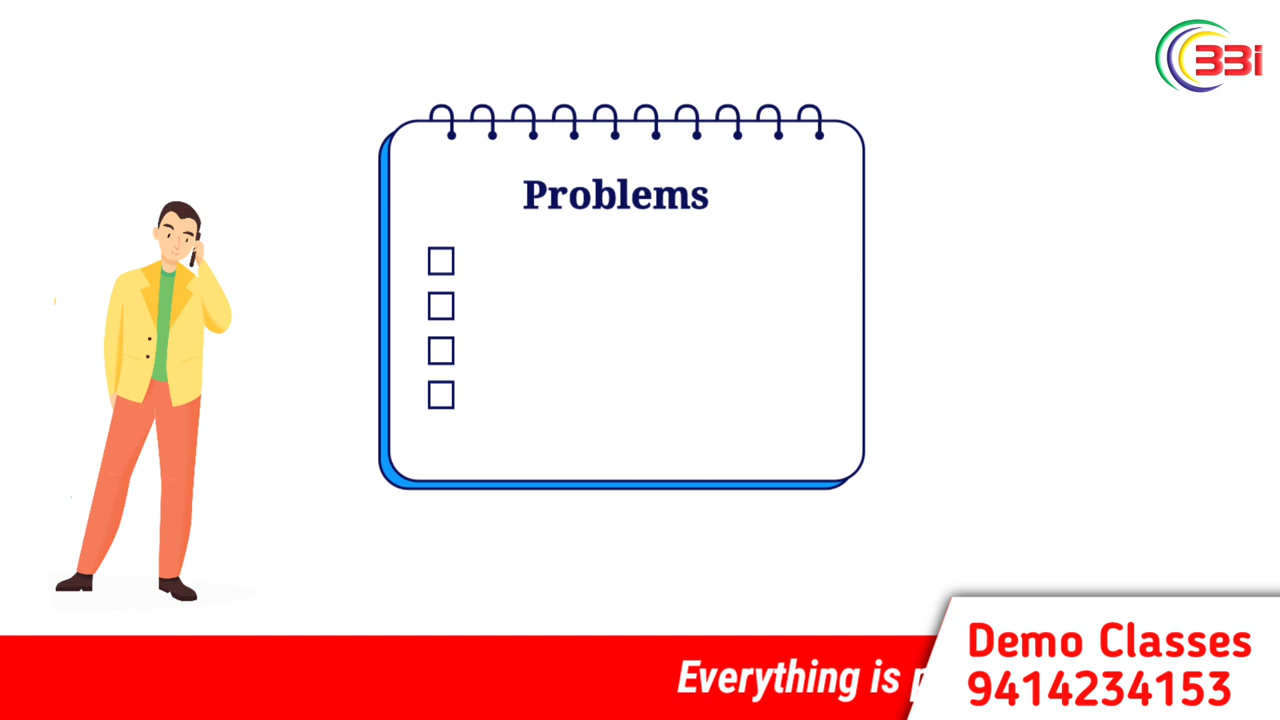 33i
Problems
Everything is
Demo Classes
9414234153